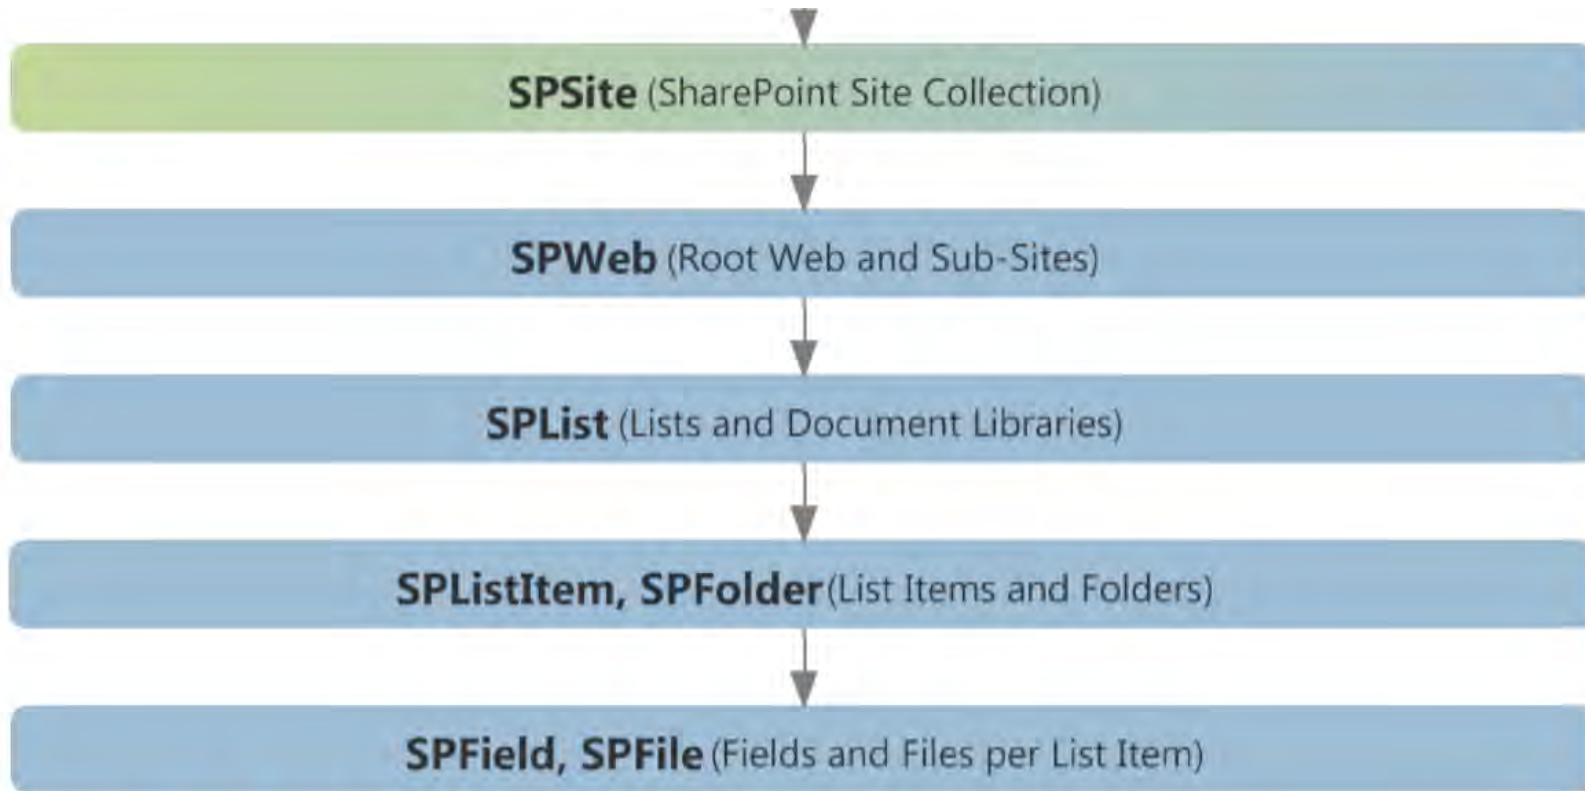 SPSite (SharePoint Site Collection)
SPWeb (Root Web and Sub-Sites)
SPList (Lists and Document Libraries)
SPListItem, SPFolder(List Items and Folders)
SPField, SPFile (Fields and Files per List Item)